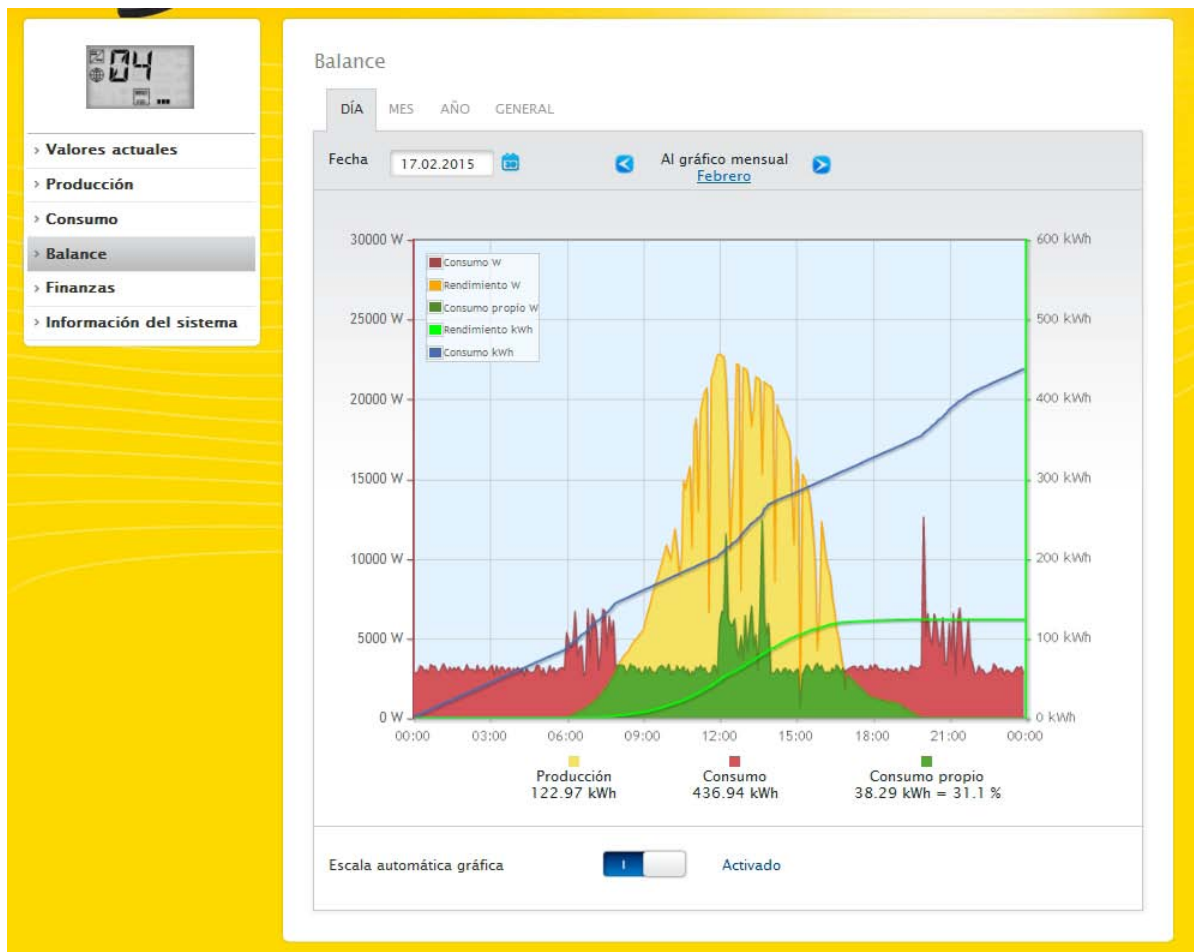 04
Valores actuales
Producción
Consumo
Balance
Finanzas
Información del sistema
Balance
DÍA MES AÑO GENERAL
Fecha 17.02.2015 Al gráfico mensual
Febrero
30000 W 600 kWh
Consumo W
Rendimiento W
Consumo propio W
Rendimiento kWh
Consumo kWh
25000 W 500 kWh
20000 W 400 kWh
15000 W 300 kWh
10000 W 200 kWh
5000 W 100 kWh
0 W 0 kWh
00:00 03:00 06:00 09:00 12:00 15:00 18:00 21:00 00:00
Producción Consumo Consumo propio
122.97 kWh 436.94 kWh 38.29 kWh = 31.1 %
Escala automática gráfica I Activado